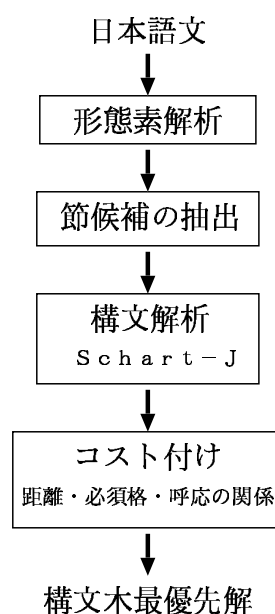 日本語文
形態素解析
節候補の抽出
構文解析
Ｓｃｈａｒｔ－Ｊ
コスト付け
距離・必須格・呼応の関係
構文木最優先解